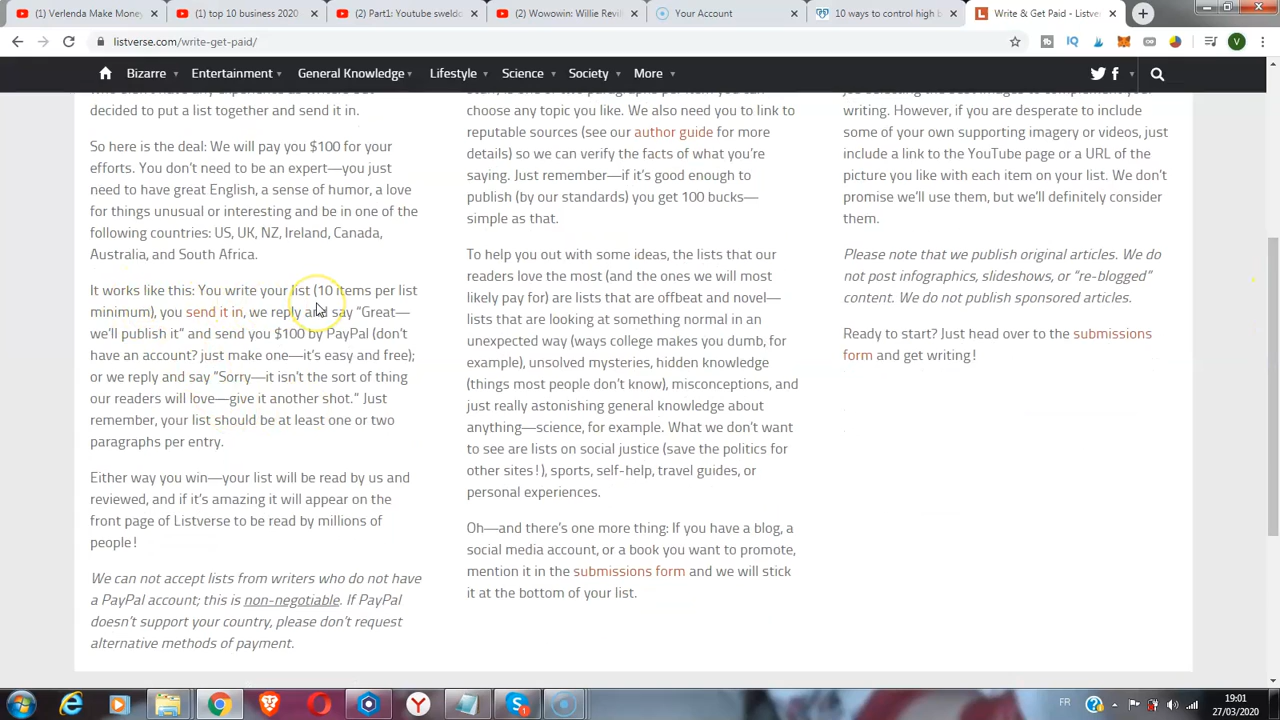 (1) Verlenda Make Money
(1) top 10 business 2020
(2) Part1: Youtube sweldo
(2) Wowowin: Willie Revil
Your Account
10 ways to control high b
Write & Get Paid - Listver
listverse.com/write-get-paid/
Bizarre
Entertainment
General Knowledge
Lifestyle
Science
Society
More
decided to put a list together and send it in.
So here is the deal: We will pay you $100 for your
efforts. You don't need to be an expert—you just
need to have great English, a sense of humor, a love
for things unusual or interesting and be in one of the
following countries: US, UK, NZ, Ireland, Canada,
Australia, and South Africa.
It works like this: You write your list (10 items per list
minimum), you send it in, we reply and say “Great—
we'll publish it” and send you $100 by PayPal (don't
have an account? just make one—it's easy and free);
or we reply and say “Sorry—it isn't the sort of thing
our readers will love—give it another shot.” Just
remember, your list should be at least one or two
paragraphs per entry.
Either way you win—your list will be read by us and
reviewed, and if it's amazing it will appear on the
front page of Listverse to be read by millions of
people!
We can not accept lists from writers who do not have
a PayPal account; this is non-negotiable. If PayPal
doesn't support your country, please don't request
alternative methods of payment.
choose any topic you like. We also need you to link to
reputable sources (see our author guide for more
details) so we can verify the facts of what you're
saying. Just remember—if it's good enough to
publish (by our standards) you get 100 bucks—
simple as that.
To help you out with some ideas, the lists that our
readers love the most (and the ones we will most
likely pay for) are lists that are offbeat and novel—
lists that are looking at something normal in an
unexpected way (ways college makes you dumb, for
example), unsolved mysteries, hidden knowledge
(things most people don't know), misconceptions, and
just really astonishing general knowledge about
anything—science, for example. What we don't want
to see are lists on social justice (save the politics for
other sites!), sports, self-help, travel guides, or
personal experiences.
Oh—and there's one more thing: If you have a blog, a
social media account, or a book you want to promote,
mention it in the submissions form and we will stick
it at the bottom of your list.
writing. However, if you are desperate to include
some of your own supporting imagery or videos, just
include a link to the YouTube page or a URL of the
picture you like with each item on your list. We don't
promise we'll use them, but we'll definitely consider
them.
Please note that we publish original articles. We do
not post infographics, slideshows, or “re-blogged”
content. We do not publish sponsored articles.
Ready to start? Just head over to the submissions
form and get writing!
FR
19:01
27/03/2020